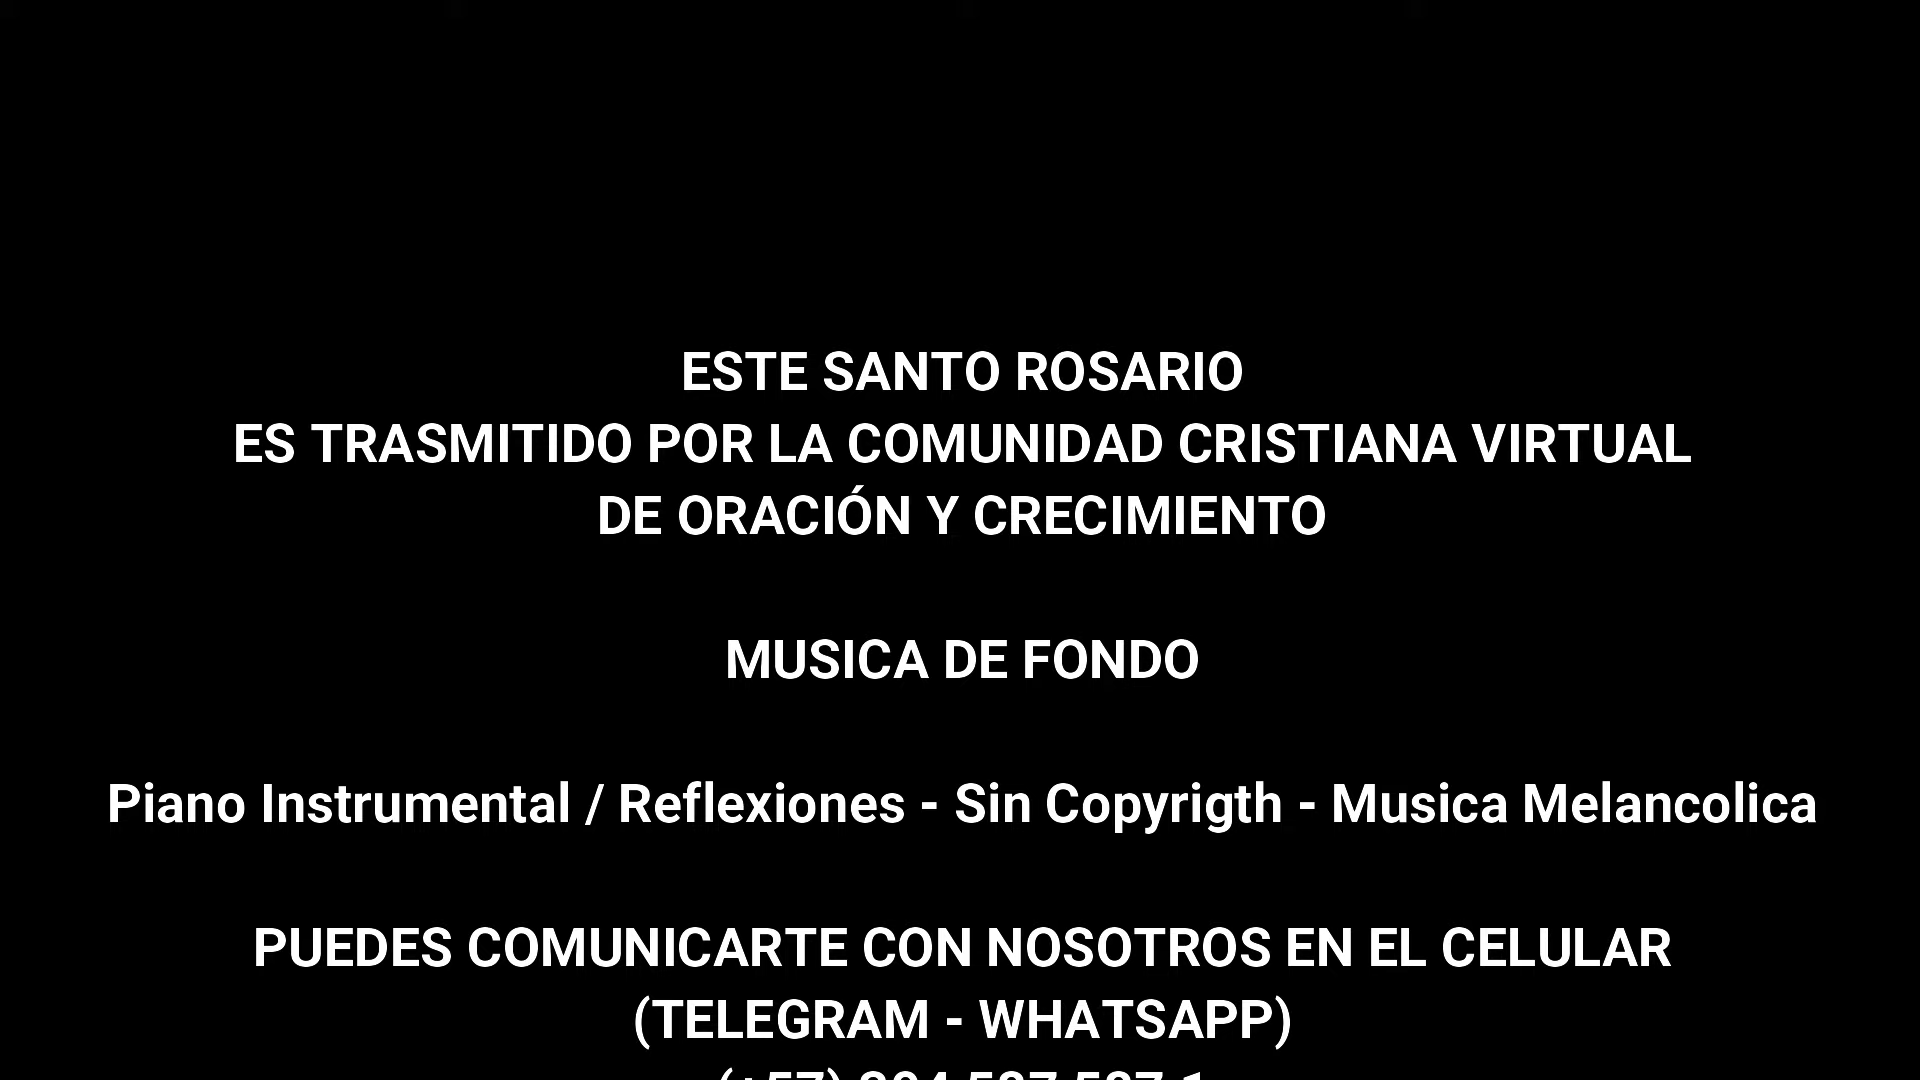 ESTE SANTO ROSARIO
ES TRASMITIDO POR LA COMUNIDAD CRISTIANA VIRTUAL
DE ORACIÓN Y CRECIMIENTO
MUSICA DE FONDO
Piano Instrumental / Reflexiones - Sin Copyrigth - Musica Melancolica
PUEDES COMUNICARTE CON NOSOTROS EN EL CELULAR
(TELEGRAM - WHATSAPP)